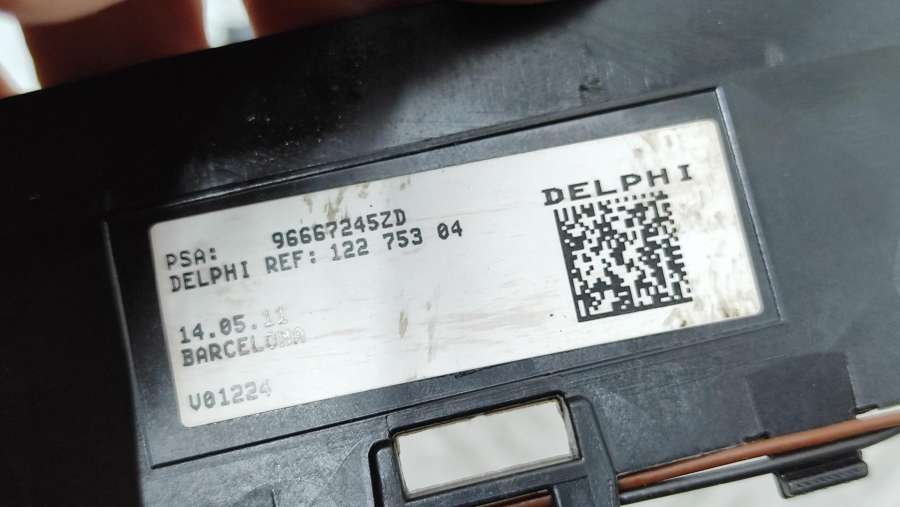 DELPHI
PSA: 96667245ZD
DELPHI REF: 122 753 04
14.05.11
BARCELONA
V01224